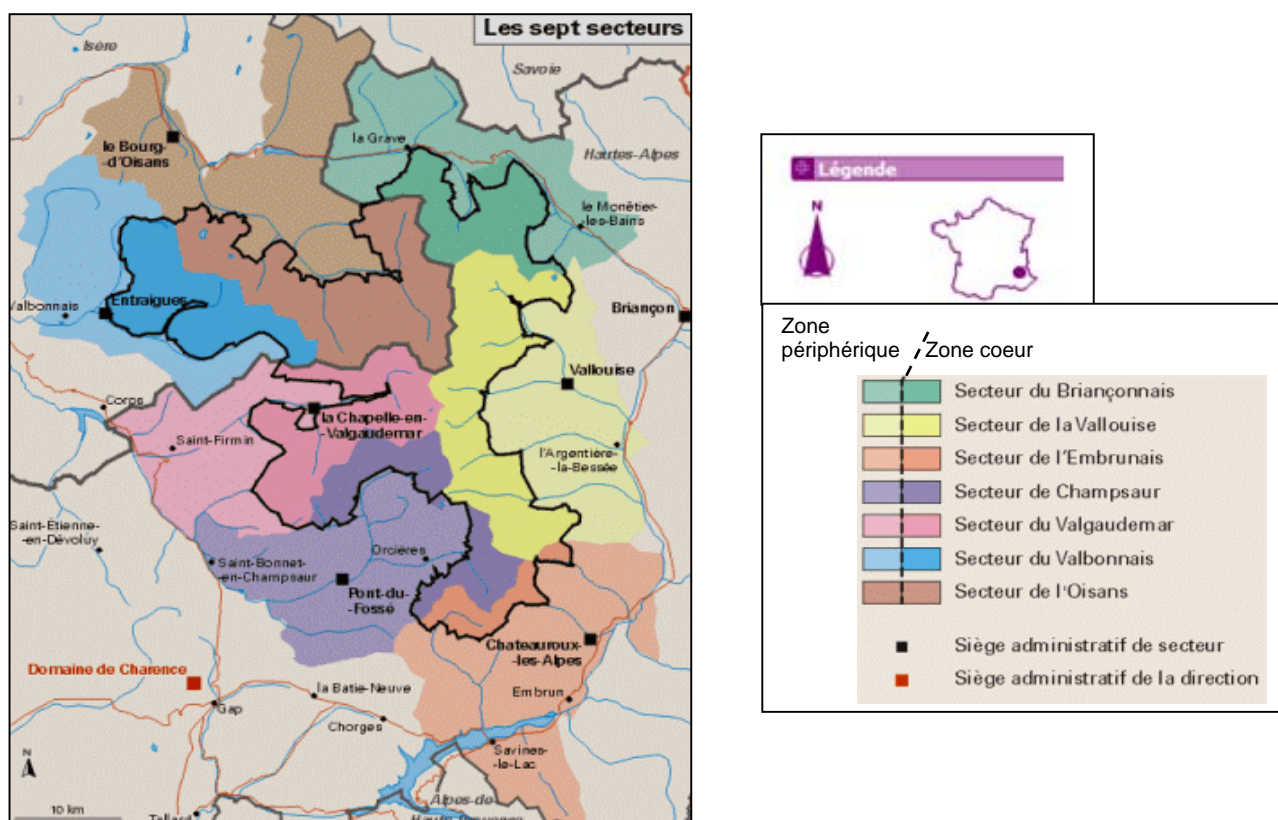 Les sept secteurs
Isére
Savoie
la Grave
le Bourg-
-d'Oisans
Hautes-Alpes
le Monêtier
-les-Bains
Entraigues
Valbonnais
Briançon
Vallouise
Corps
la Chapelle-en-
-Valgaudemar
Saint-Firmin
l'Argentière-
-la-Bessée
Saint-Étienne-
-en-Dévoluy
Orcières
Saint-Bonnet-
-en-Champsaur
Pont-du-
-Fossé
Chateauroux-
-les-Alpes
Domaine de Charence
la Batie-Neuve
Embrun
Gap
Chorges
Savines-
-le-Lac
N
Alpes-de-
10 km
Tallard
Haute-Provence
Légende
N
Zone
périphérique
Zone coeur
Secteur du Briançonnais
Secteur de la Vallouise
Secteur de l'Embrunais
Secteur de Champsaur
Secteur du Valgaudemar
Secteur du Valbonnais
Secteur de l'Oisans
Siège administratif de secteur
Siège administratif de la direction